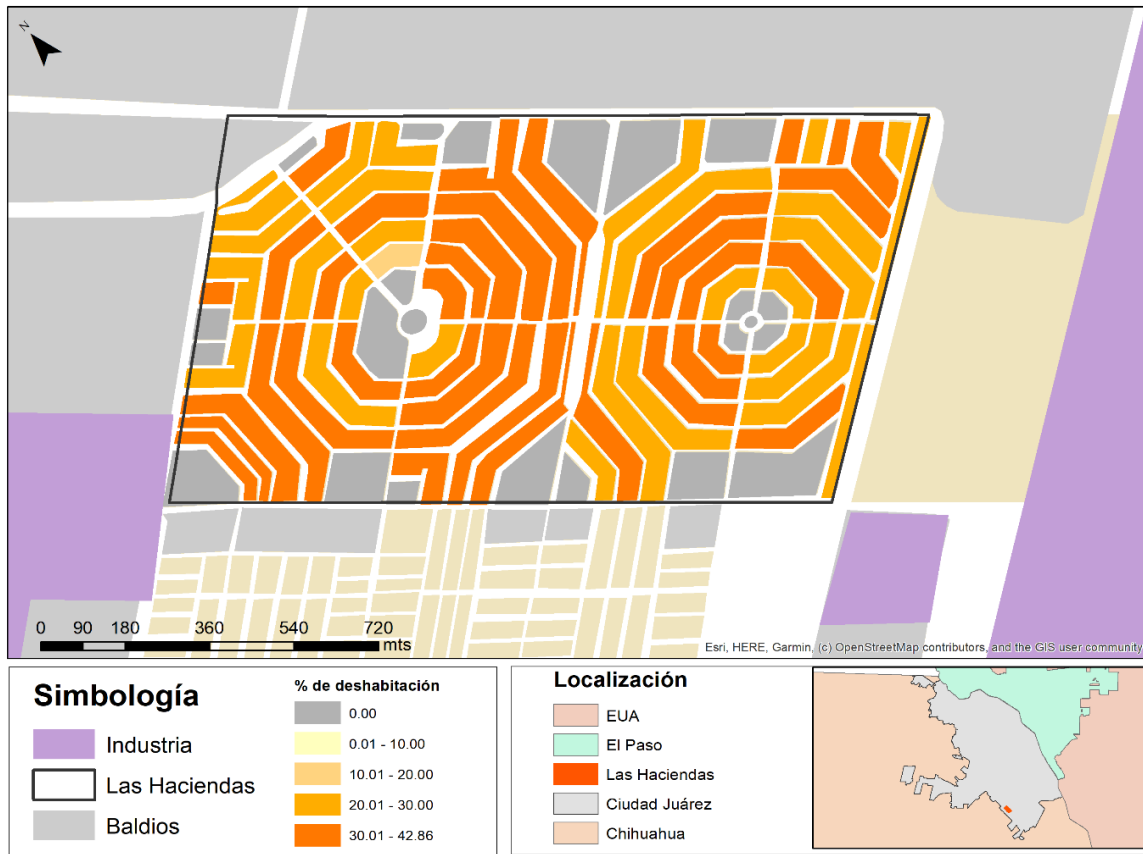 N
0 90 180 360 540 720
mts
Esri, HERE, Garmin, (c) OpenStreetMap contributors, and the GIS user community
Simbología
Industria
Las Haciendas
Baldios
% de deshabitación
0.00
0.01 - 10.00
10.01 - 20.00
20.01 - 30.00
30.01 - 42.86
Localización
EUA
El Paso
Las Haciendas
Ciudad Juárez
Chihuahua